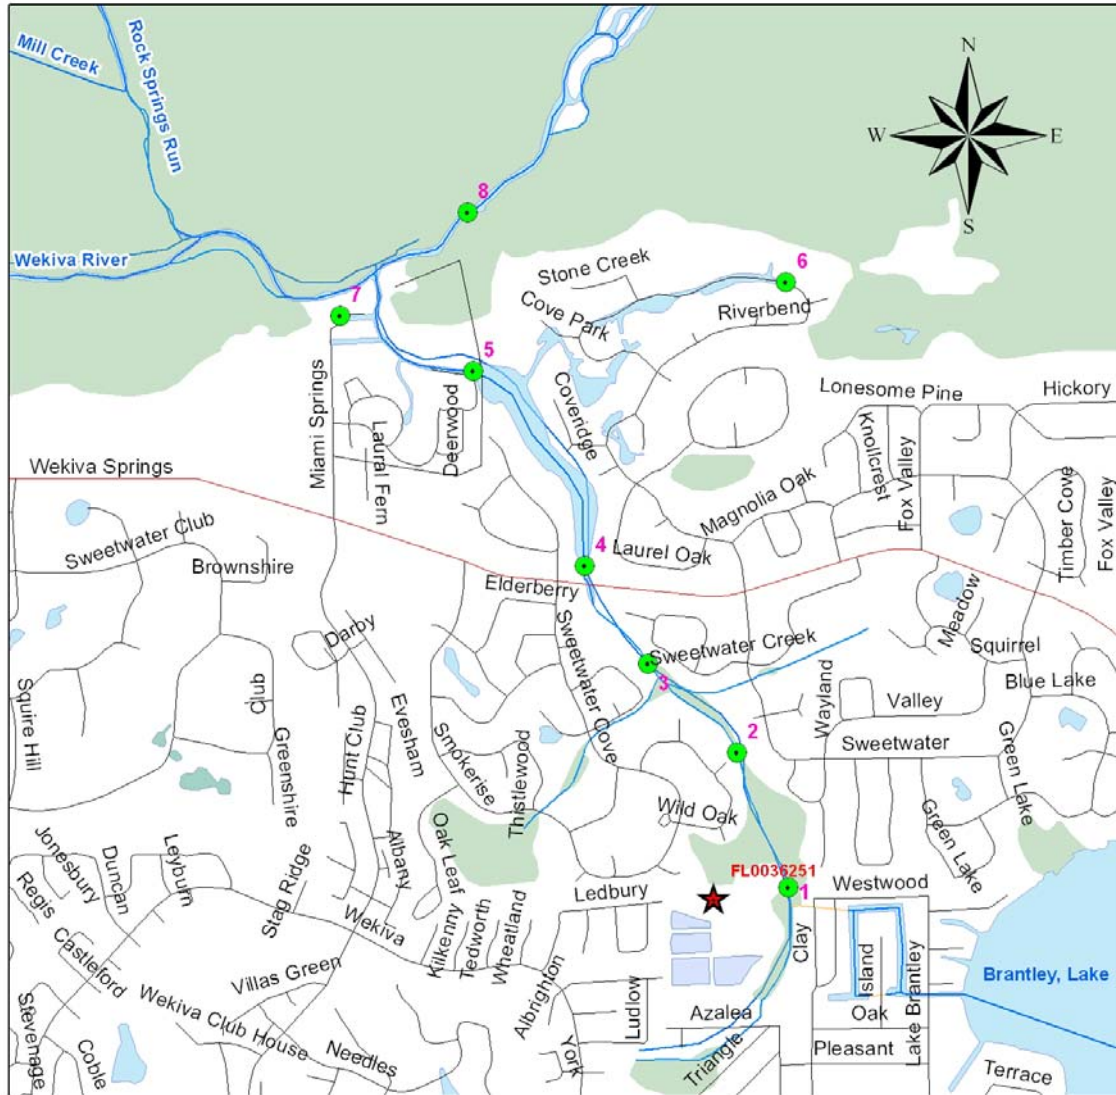 Mill Creek
Rock Springs Run
N
W
E
S
8
Wekiva River
Stone Creek
6
7
Cove Park
Riverbend
5
Miami Springs
Laural Fern
Deerwood
Coveridge
Lonesome Pine
Hickory
Knollcrest
Fox Valley
Wekiva Springs
Magnolia Oak
Timber Cove
Fox Valley
Sweetwater Club
4
Laurel Oak
Brownshire
Elderberry
Meadow
Darby
Sweetwater Cove
Sweetwater Creek
Squirrel
3
Squire Hill
Club
Wayland
Valley
Blue Lake
Greenshire
Hunt Club
Evesham
Smokerise
Thistlewood
2
Sweetwater
Green Lake
Wild Oak
Green Lake
Jonesbury
Duncan
Leyburn
Albany
Oak Leaf
FL0036251
Regis
Stag Ridge
Ledbury
1
Westwood
Wekiva
Kilkenny
Tedworth
Wheatland
Clay
Castleford
Villas Green
Albrighton
Ludlow
Island
Lake Brantley
Brantley, Lake
Stevenage
Wekiva Club House
Azalea
Oak
Coble
Needles
York
Triangle
Pleasant
Terrace